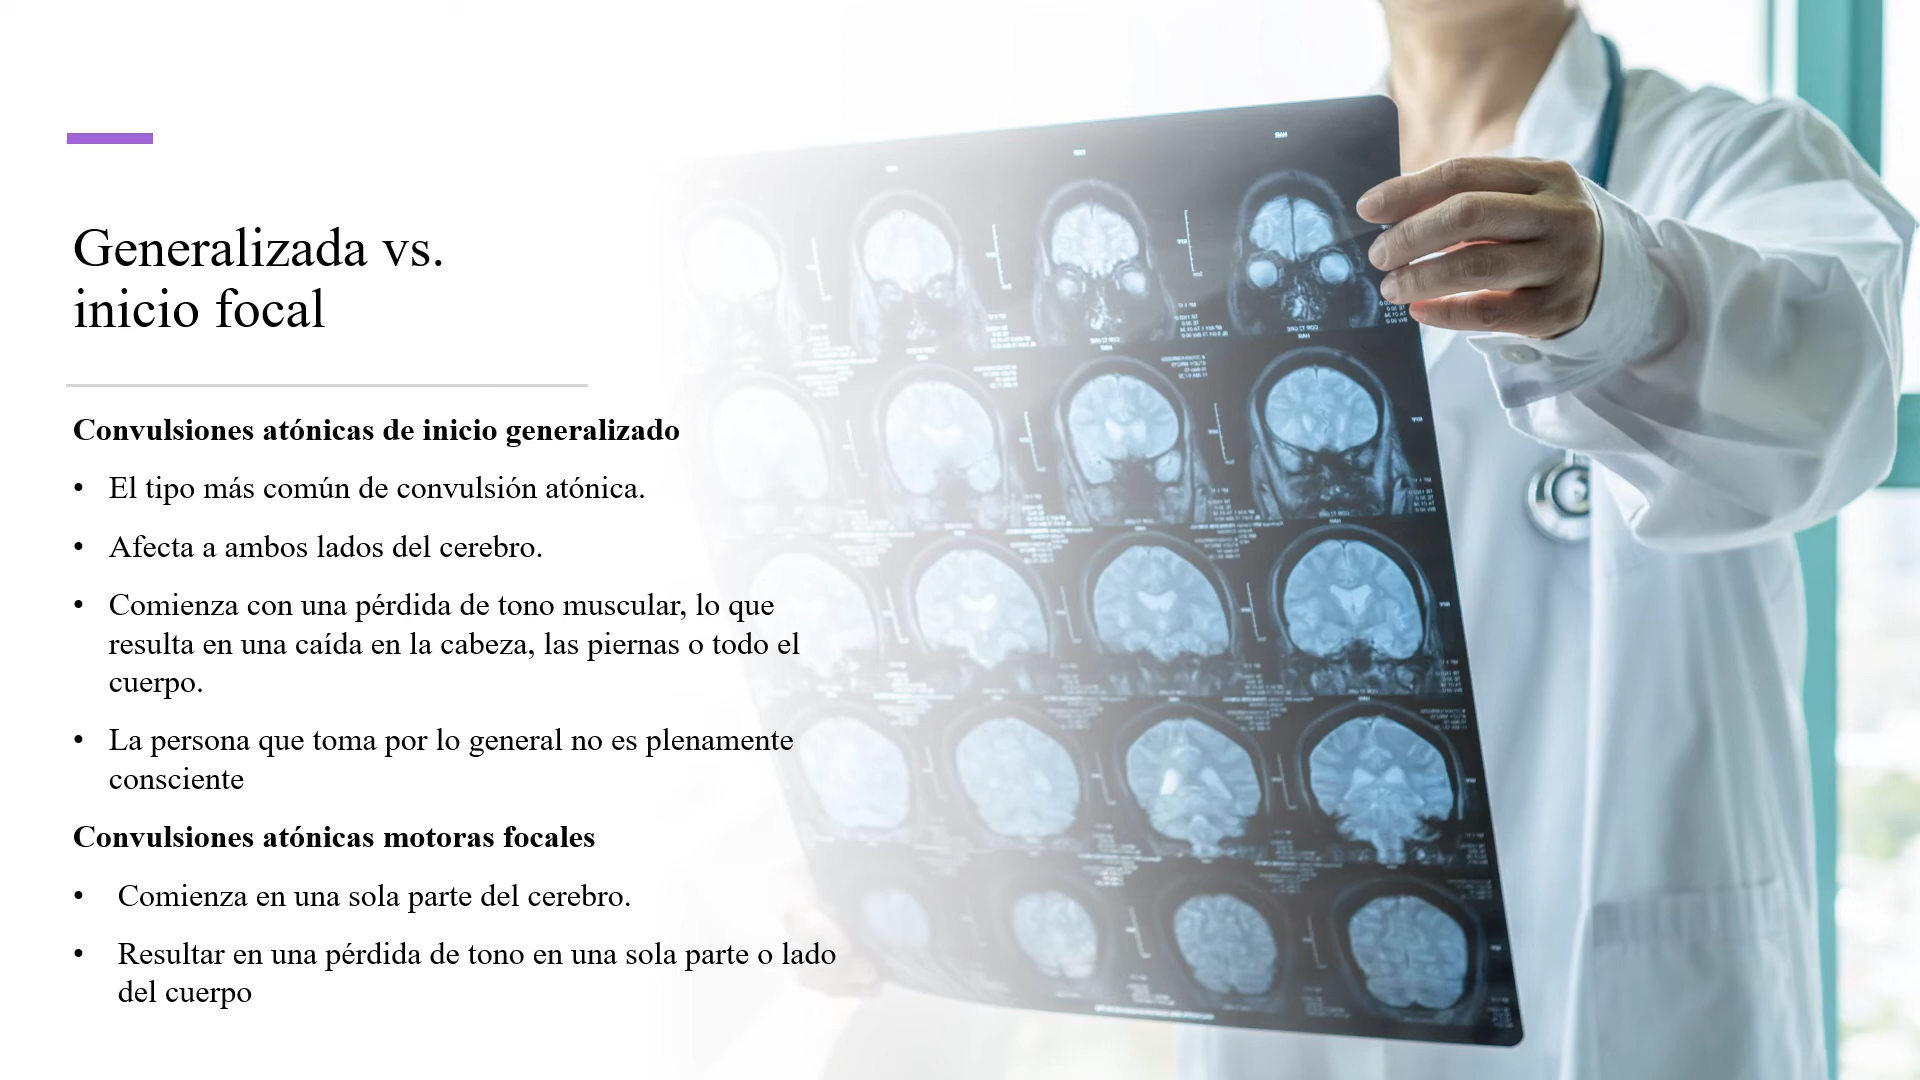 Generalizada vs.
inicio focal
Convulsiones atónicas de inicio generalizado
• El tipo más común de convulsión atónica.
• Afecta a ambos lados del cerebro.
• Comienza con una pérdida de tono muscular, lo que
resulta en una caída en la cabeza, las piernas o todo el
cuerpo.
• La persona que toma por lo general no es plenamente
consciente
Convulsiones atónicas motoras focales
• Comienza en una sola parte del cerebro.
• Resultar en una pérdida de tono en una sola parte o lado
del cuerpo